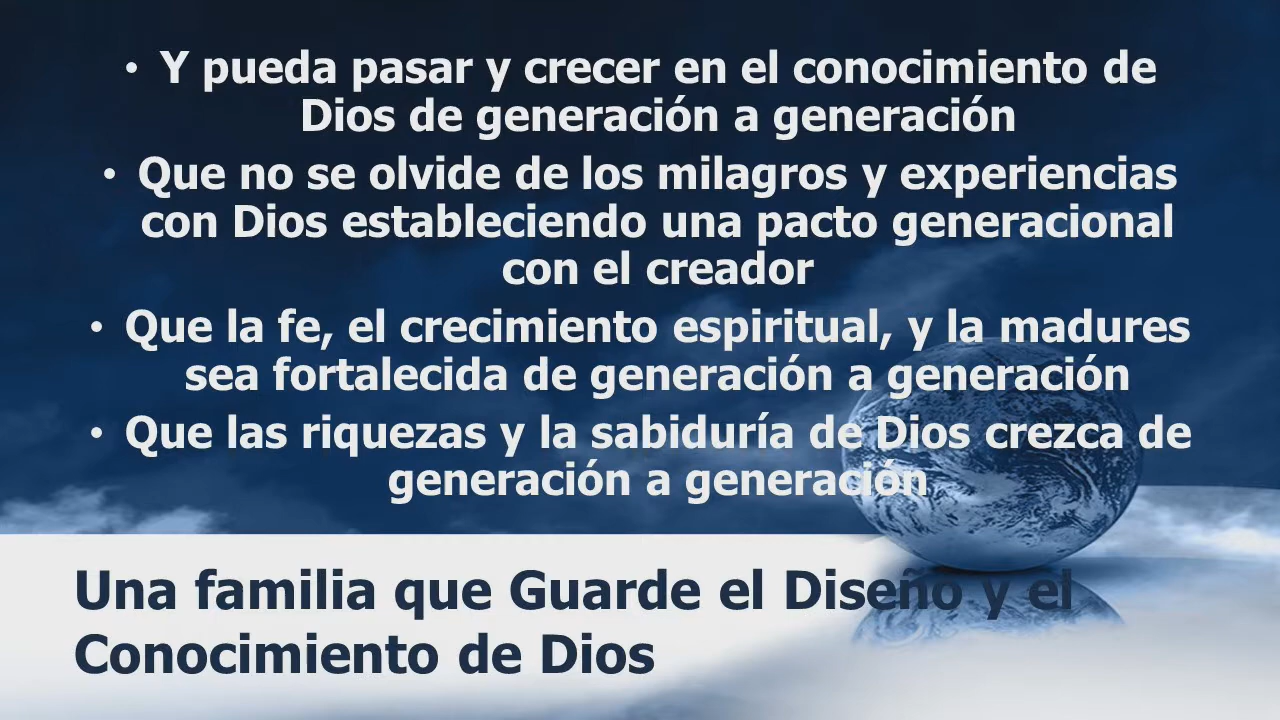 • Y pueda pasar y crecer en el conocimiento de
Dios de generación a generación
• Que no se olvide de los milagros y experiencias
con Dios estableciendo una pacto generacional
con el creador
• Que la fe, el crecimiento espiritual, y la madures
sea fortalecida de generación a generación
• Que las riquezas y la sabiduría de Dios crezca de
generación a generación
Una familia que Guarde el Diseño y el
Conocimiento de Dios